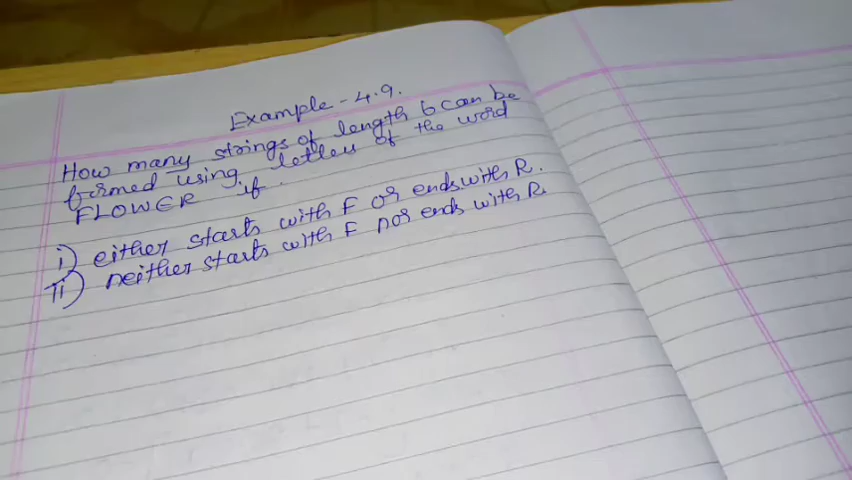 Example - 4.9.
How many strings of length 6 can be
formed using letters of the word
FLOWER if
i) either starts with F or ends with R.
ii) neither starts with F nor ends with R.